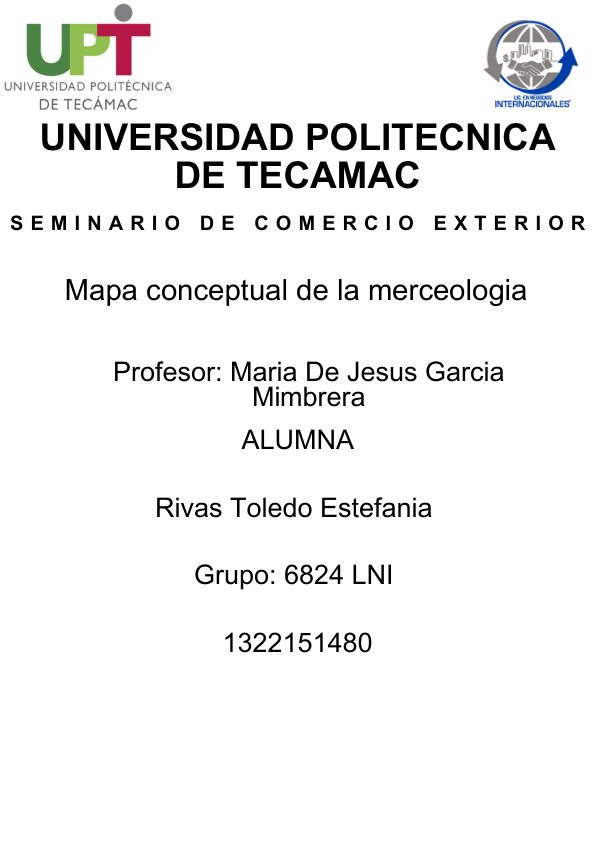 UPT
UNIVERSIDAD POLITÉCNICA
DE TECÁMAC
LIC. EN NEGOCIOS
INTERNACIONALES
UNIVERSIDAD POLITECNICA
DE TECAMAC
SEMINARIO DE COMERCIO EXTERIOR
Mapa conceptual de la merceologia
Profesor: Maria De Jesus Garcia
Mimbrera
ALUMNA
Rivas Toledo Estefania
Grupo: 6824 LNI
1322151480